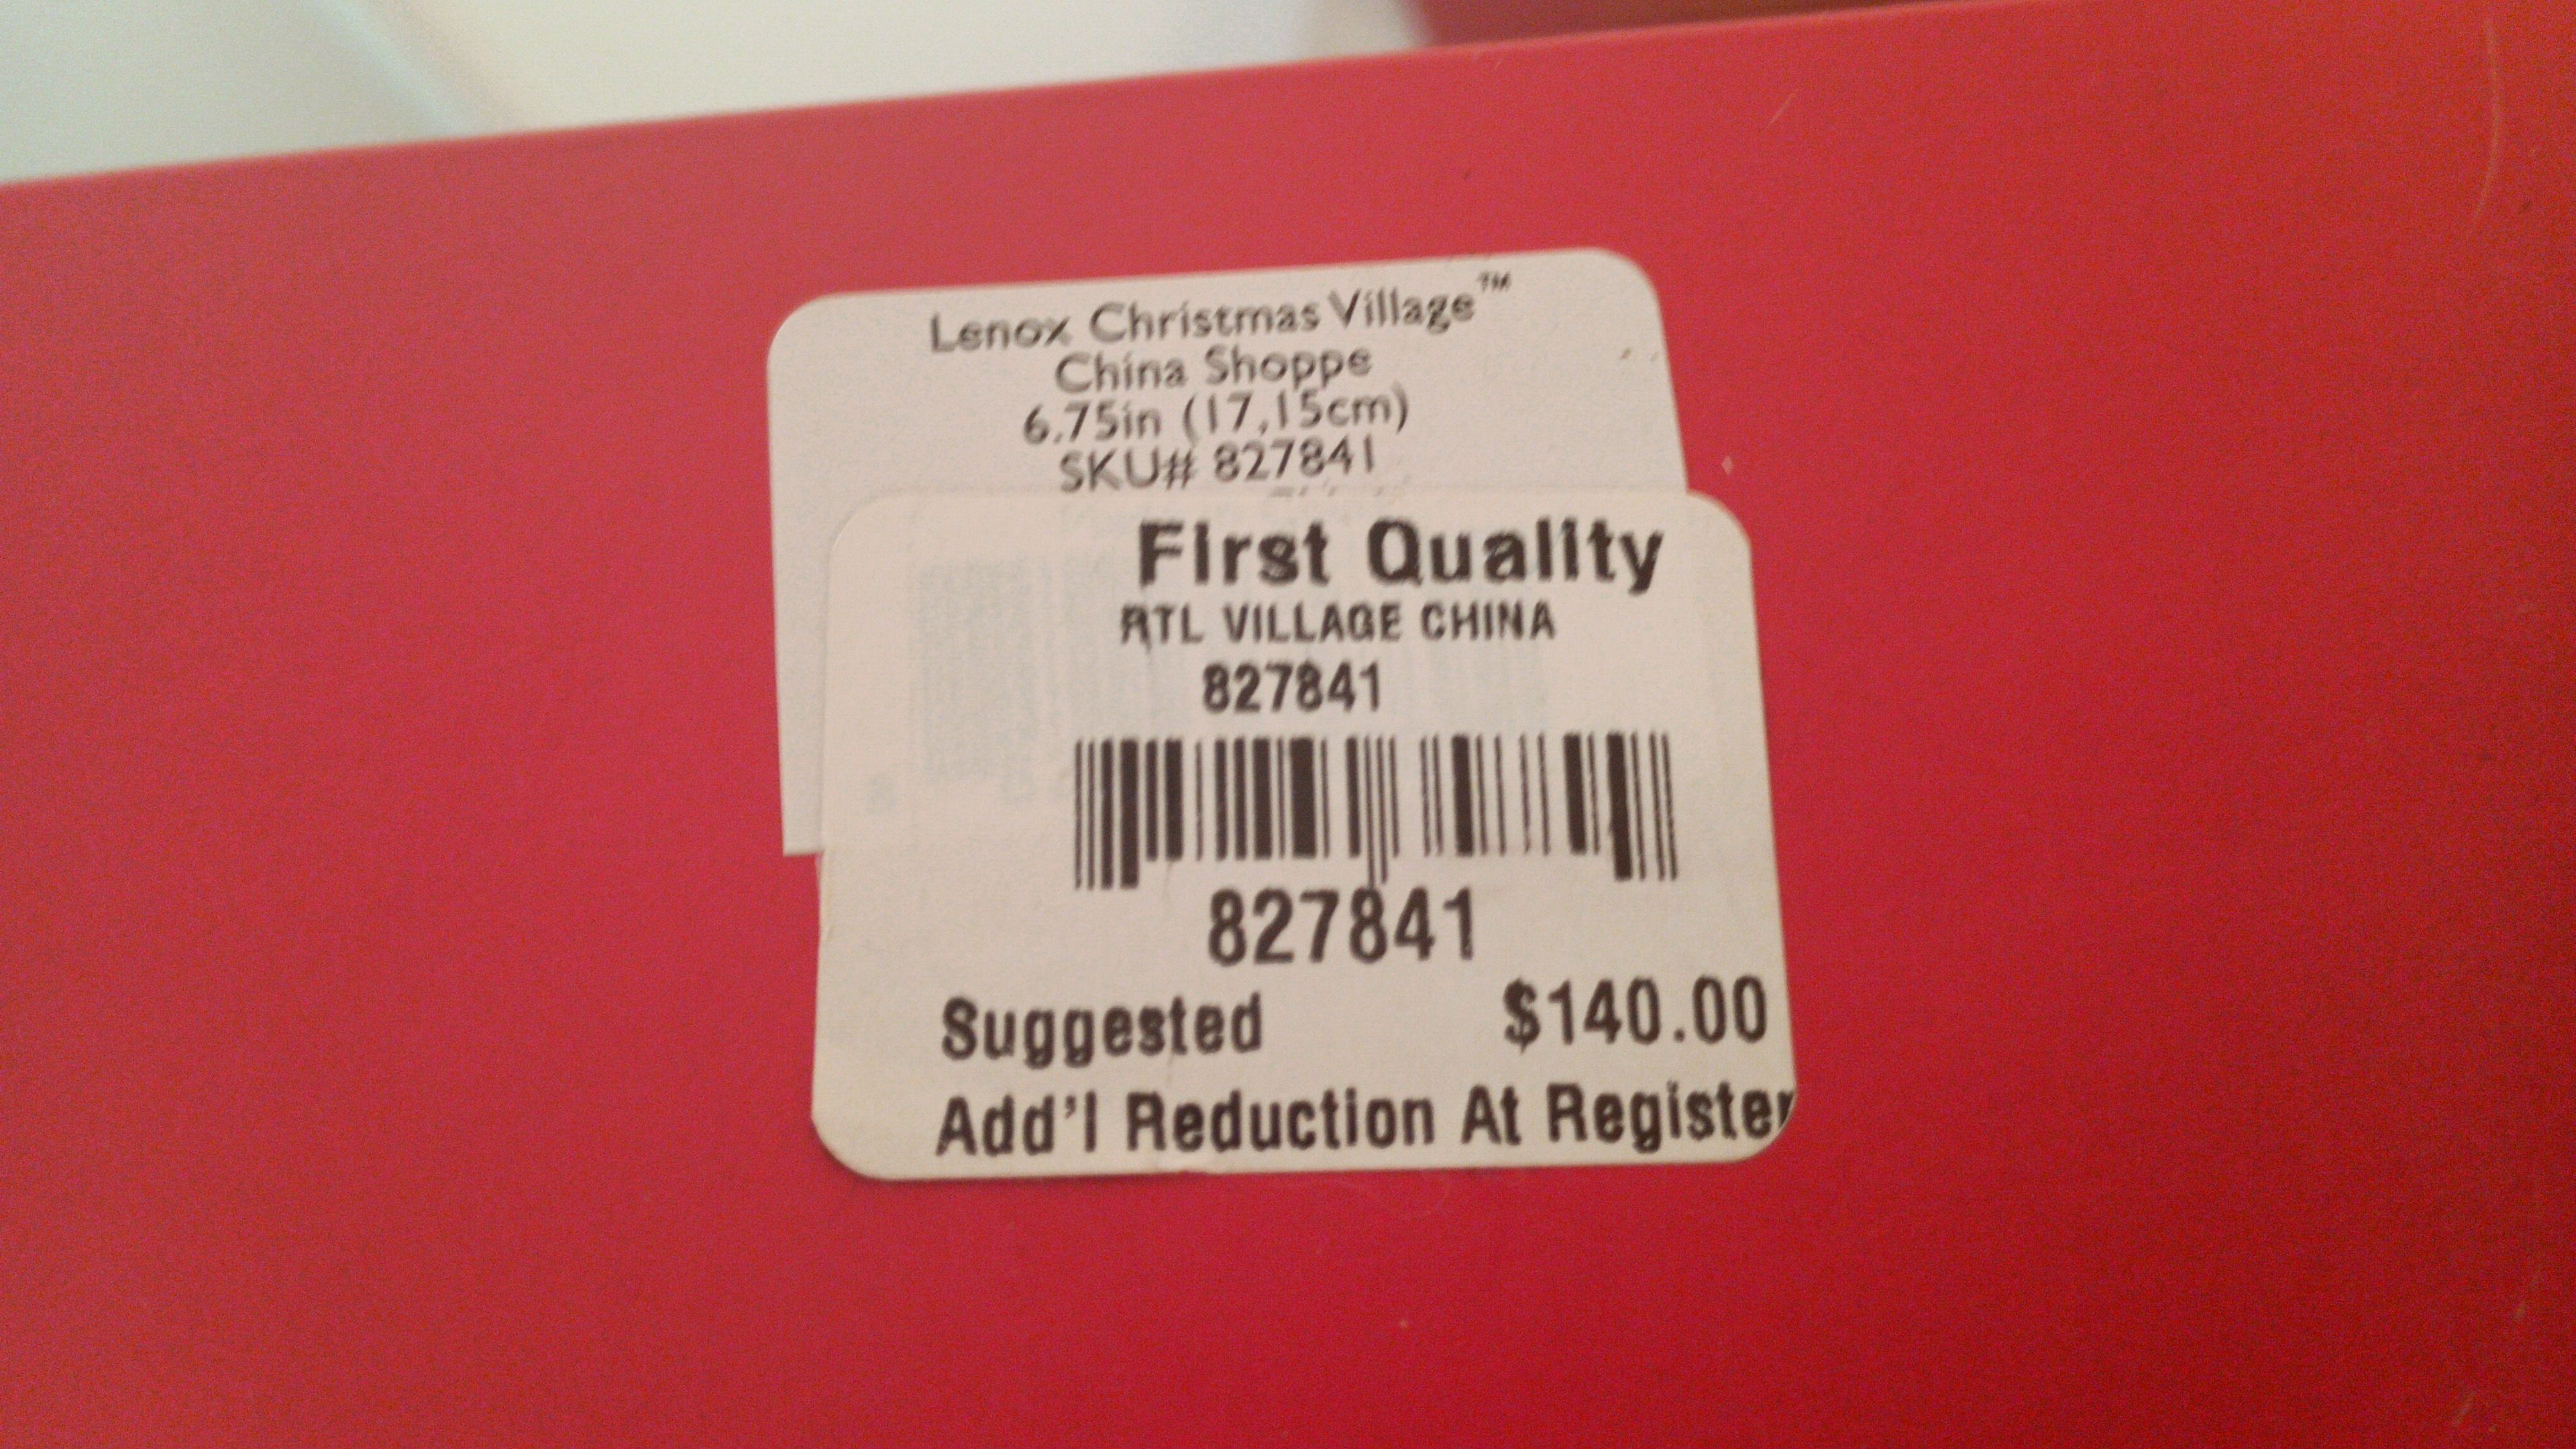 Lenox Christmas Village™
China Shoppe
6.75in (17,15cm)
SKU# 827841
First Quality
RTL VILLAGE CHINA
827841
827841
Suggested $140.00
Add'l Reduction At Register